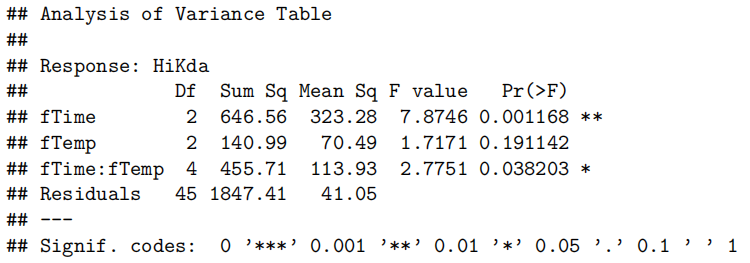 ## Analysis of Variance Table
##
## Response: HiKda
##             Df  Sum Sq Mean Sq F value   Pr(>F)
## fTime        2  646.56  323.28  7.8746 0.001168 **
## fTemp        2  140.99   70.49  1.7171 0.191142
## fTime:fTemp  4  455.71  113.93  2.7751 0.038203 *
## Residuals   45 1847.41   41.05
## ---
## Signif. codes:  0 '***' 0.001 '**' 0.01 '*' 0.05 '.' 0.1 ' ' 1